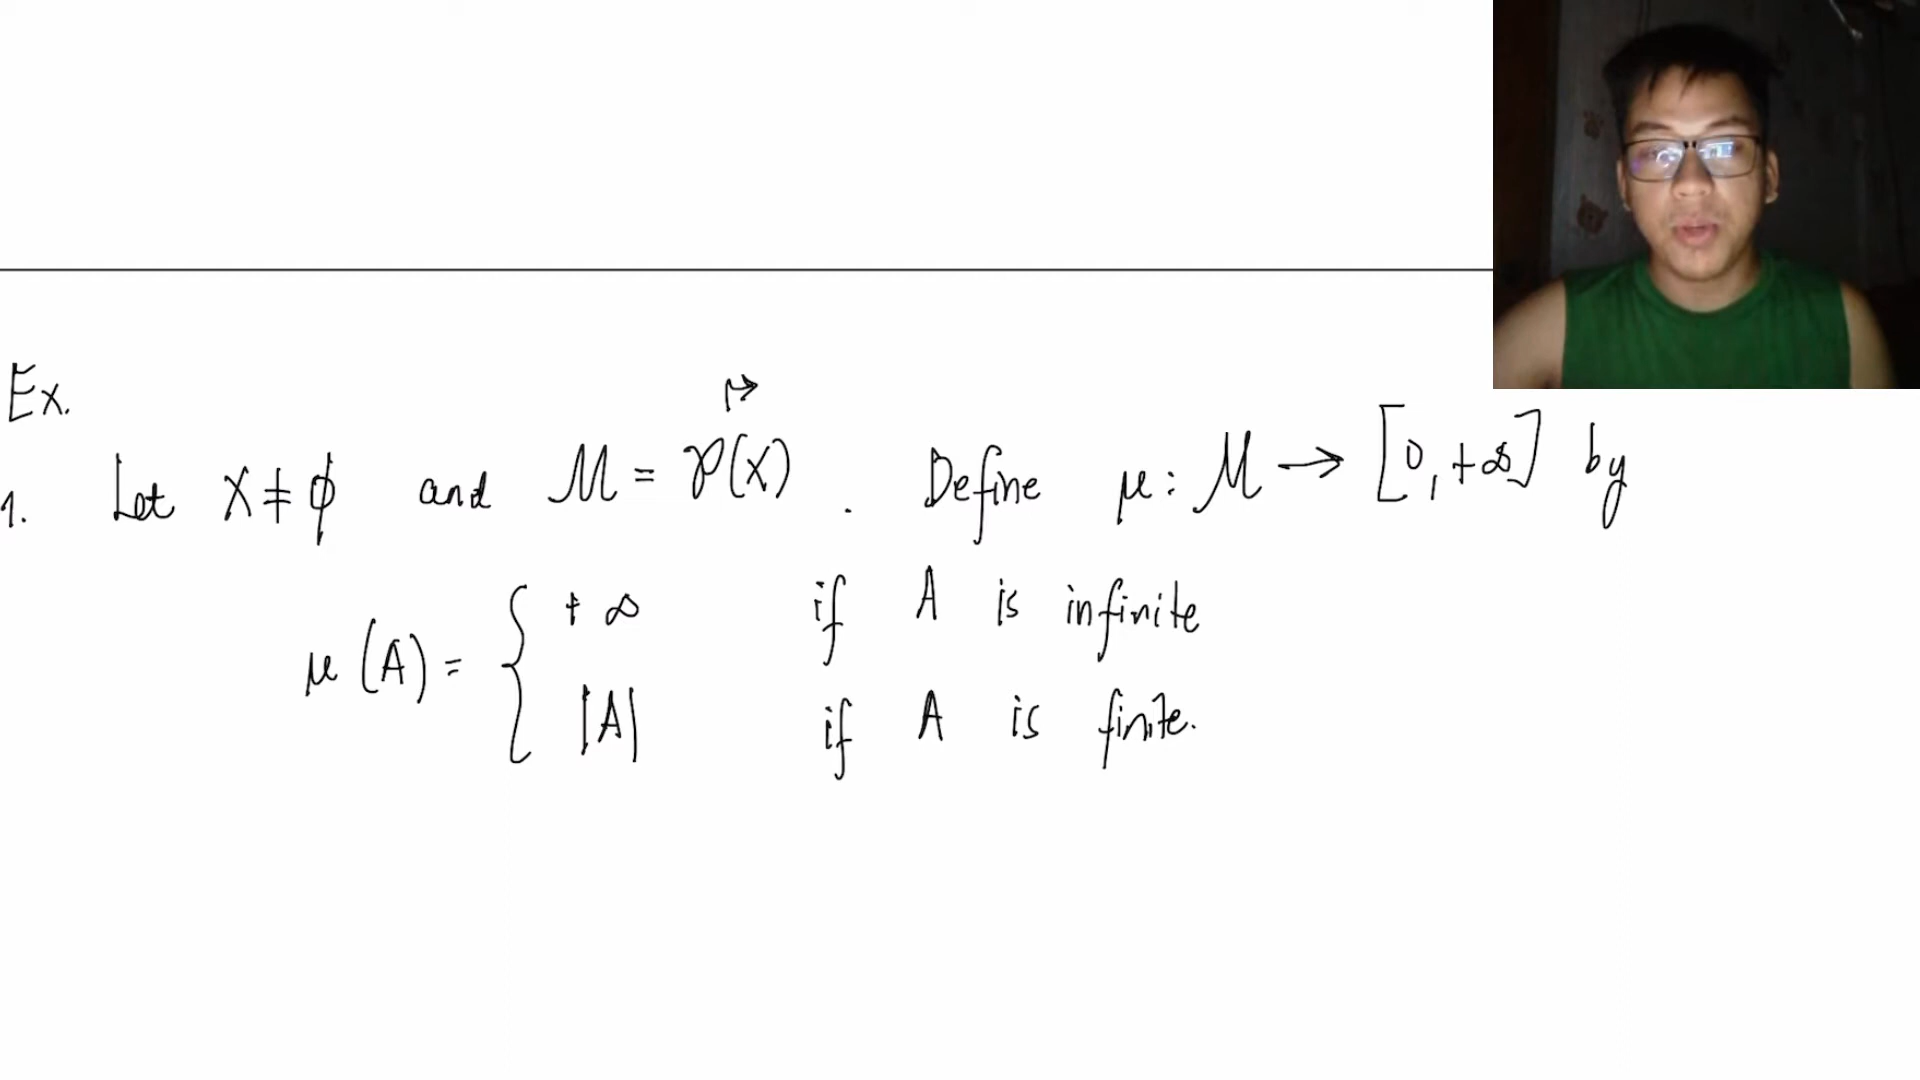 Ex.
1. Let X ≠ ϕ and M = 𝒫(X). Define μ: M → [0, +∞] by
μ(A) = { +∞ if A is infinite
|A| if A is finite.